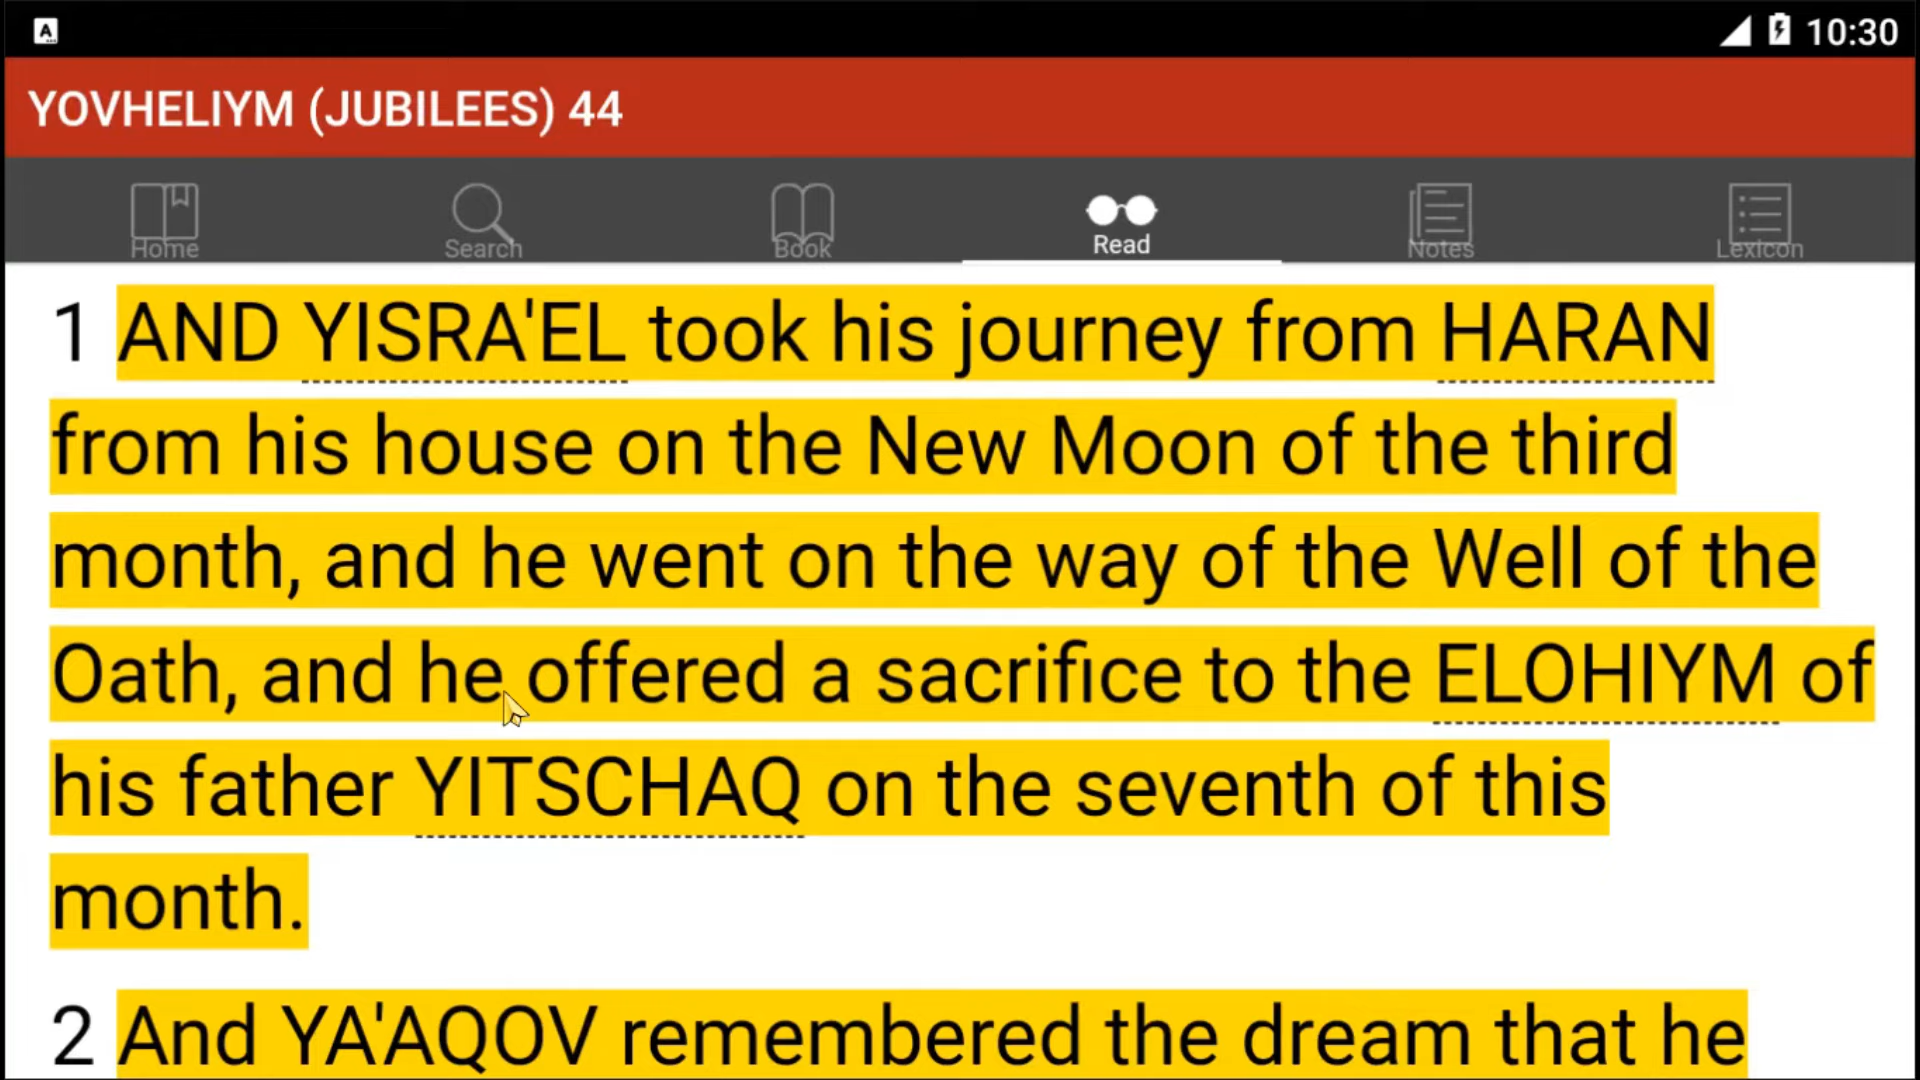 A
10:30
YOVHELIYM (JUBILEES) 44
Home
Search
Book
Read
Notes
Lexicon
1 AND YISRA'EL took his journey from HARAN
from his house on the New Moon of the third
month, and he went on the way of the Well of the
Oath, and he offered a sacrifice to the ELOHIYM of
his father YITSCHAQ on the seventh of this
month.
2 And YA'AQOV remembered the dream that he